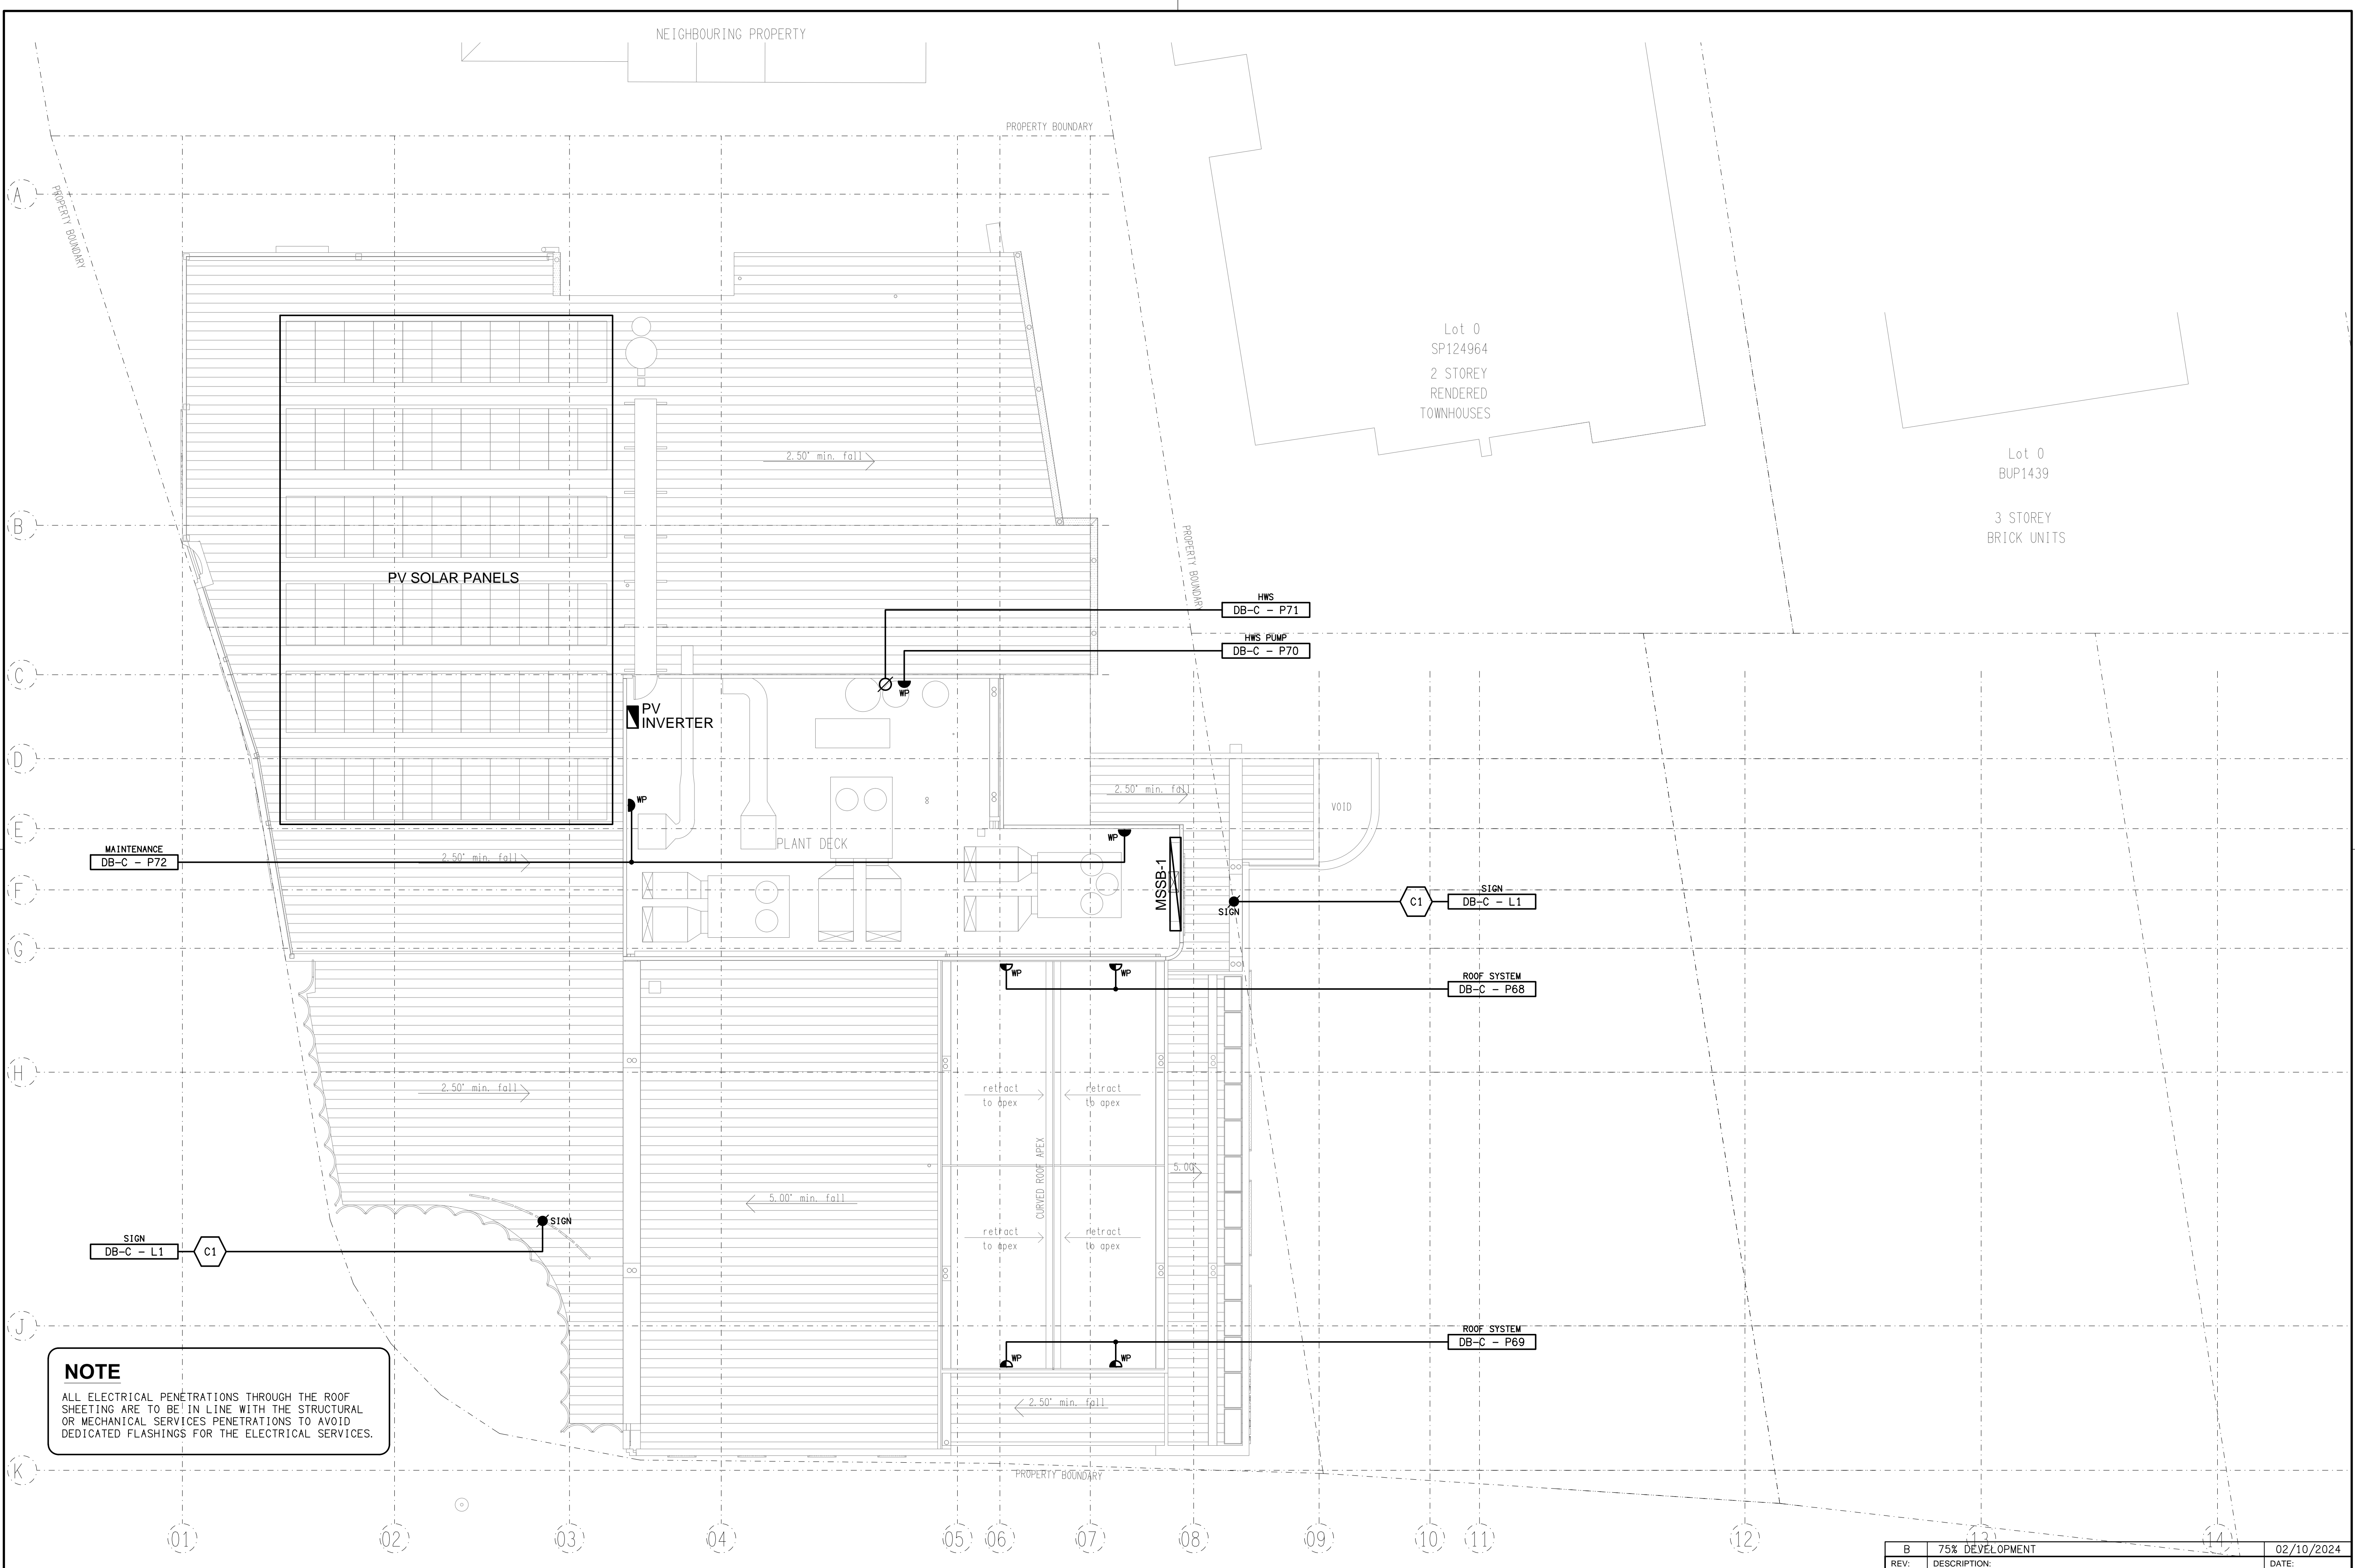 NEIGHBOURING PROPERTY
PROPERTY BOUNDARY
A
PROPERTY BOUNDARY
Lot 0
SP124964
2 STOREY
RENDERED
TOWNHOUSES
2.50° min. fall
Lot 0
BUP1439
3 STOREY
BRICK UNITS
B
PROPERTY BOUNDARY
PV SOLAR PANELS
HWS
DB-C - P71
HWS PUMP
DB-C - P70
C
WP
PV
INVERTER
D
2.50° min. fall
VOID
WP
E
WP
PLANT DECK
MAINTENANCE
DB-C - P72
2.50° min. fall
MSSB-1
F
SIGN
C1
SIGN
DB-C - L1
G
WP
WP
ROOF SYSTEM
DB-C - P68
H
2.50° min. fall
retract
to apex
retract
to apex
CURVED ROOF APEX
5.00°
5.00° min. fall
SIGN
SIGN
DB-C - L1
C1
retract
to apex
retract
to apex
J
ROOF SYSTEM
DB-C - P69
WP
WP
NOTE
ALL ELECTRICAL PENETRATIONS THROUGH THE ROOF
SHEETING ARE TO BE IN LINE WITH THE STRUCTURAL
OR MECHANICAL SERVICES PENETRATIONS TO AVOID
DEDICATED FLASHINGS FOR THE ELECTRICAL SERVICES.
2.50° min. fall
K
PROPERTY BOUNDARY
01 02 03 04 05 06 07 08 09 10 11 12 13 14
B 75% DEVELOPMENT 02/10/2024
REV: DESCRIPTION: DATE: